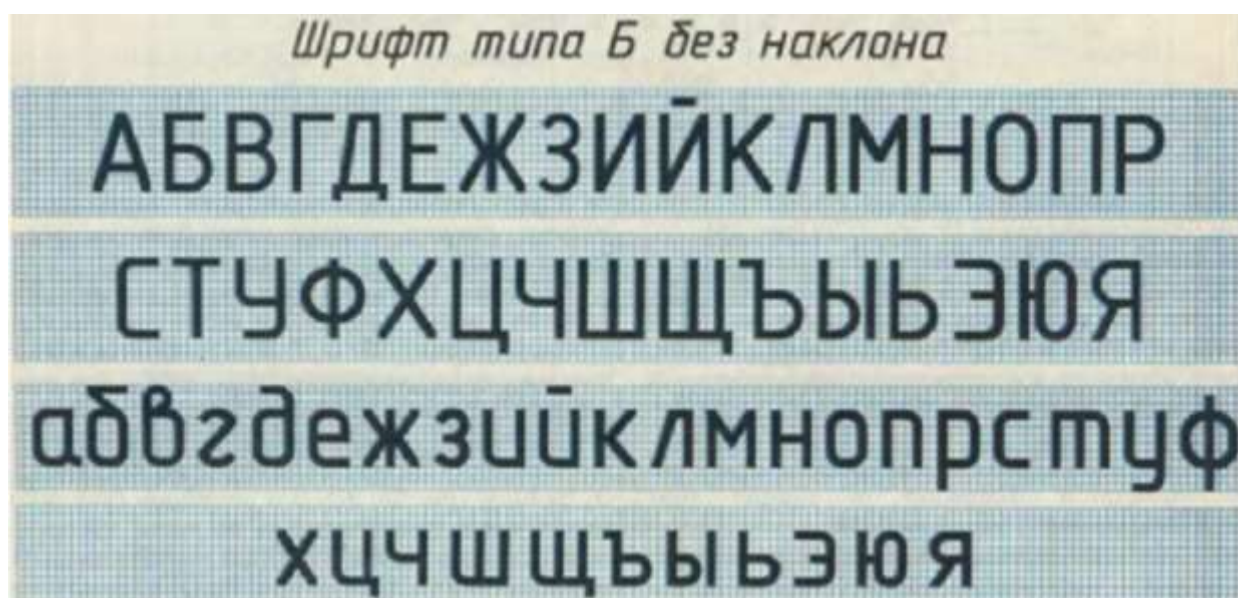 Шрифт типа Б без наклона
АБВГДЕЖЗИЙКЛМНОПР
СТУФХЦЧШЩЪЫЬЭЮЯ
абвгдежзийклмнопрстуф
хцчшщъыьэюя